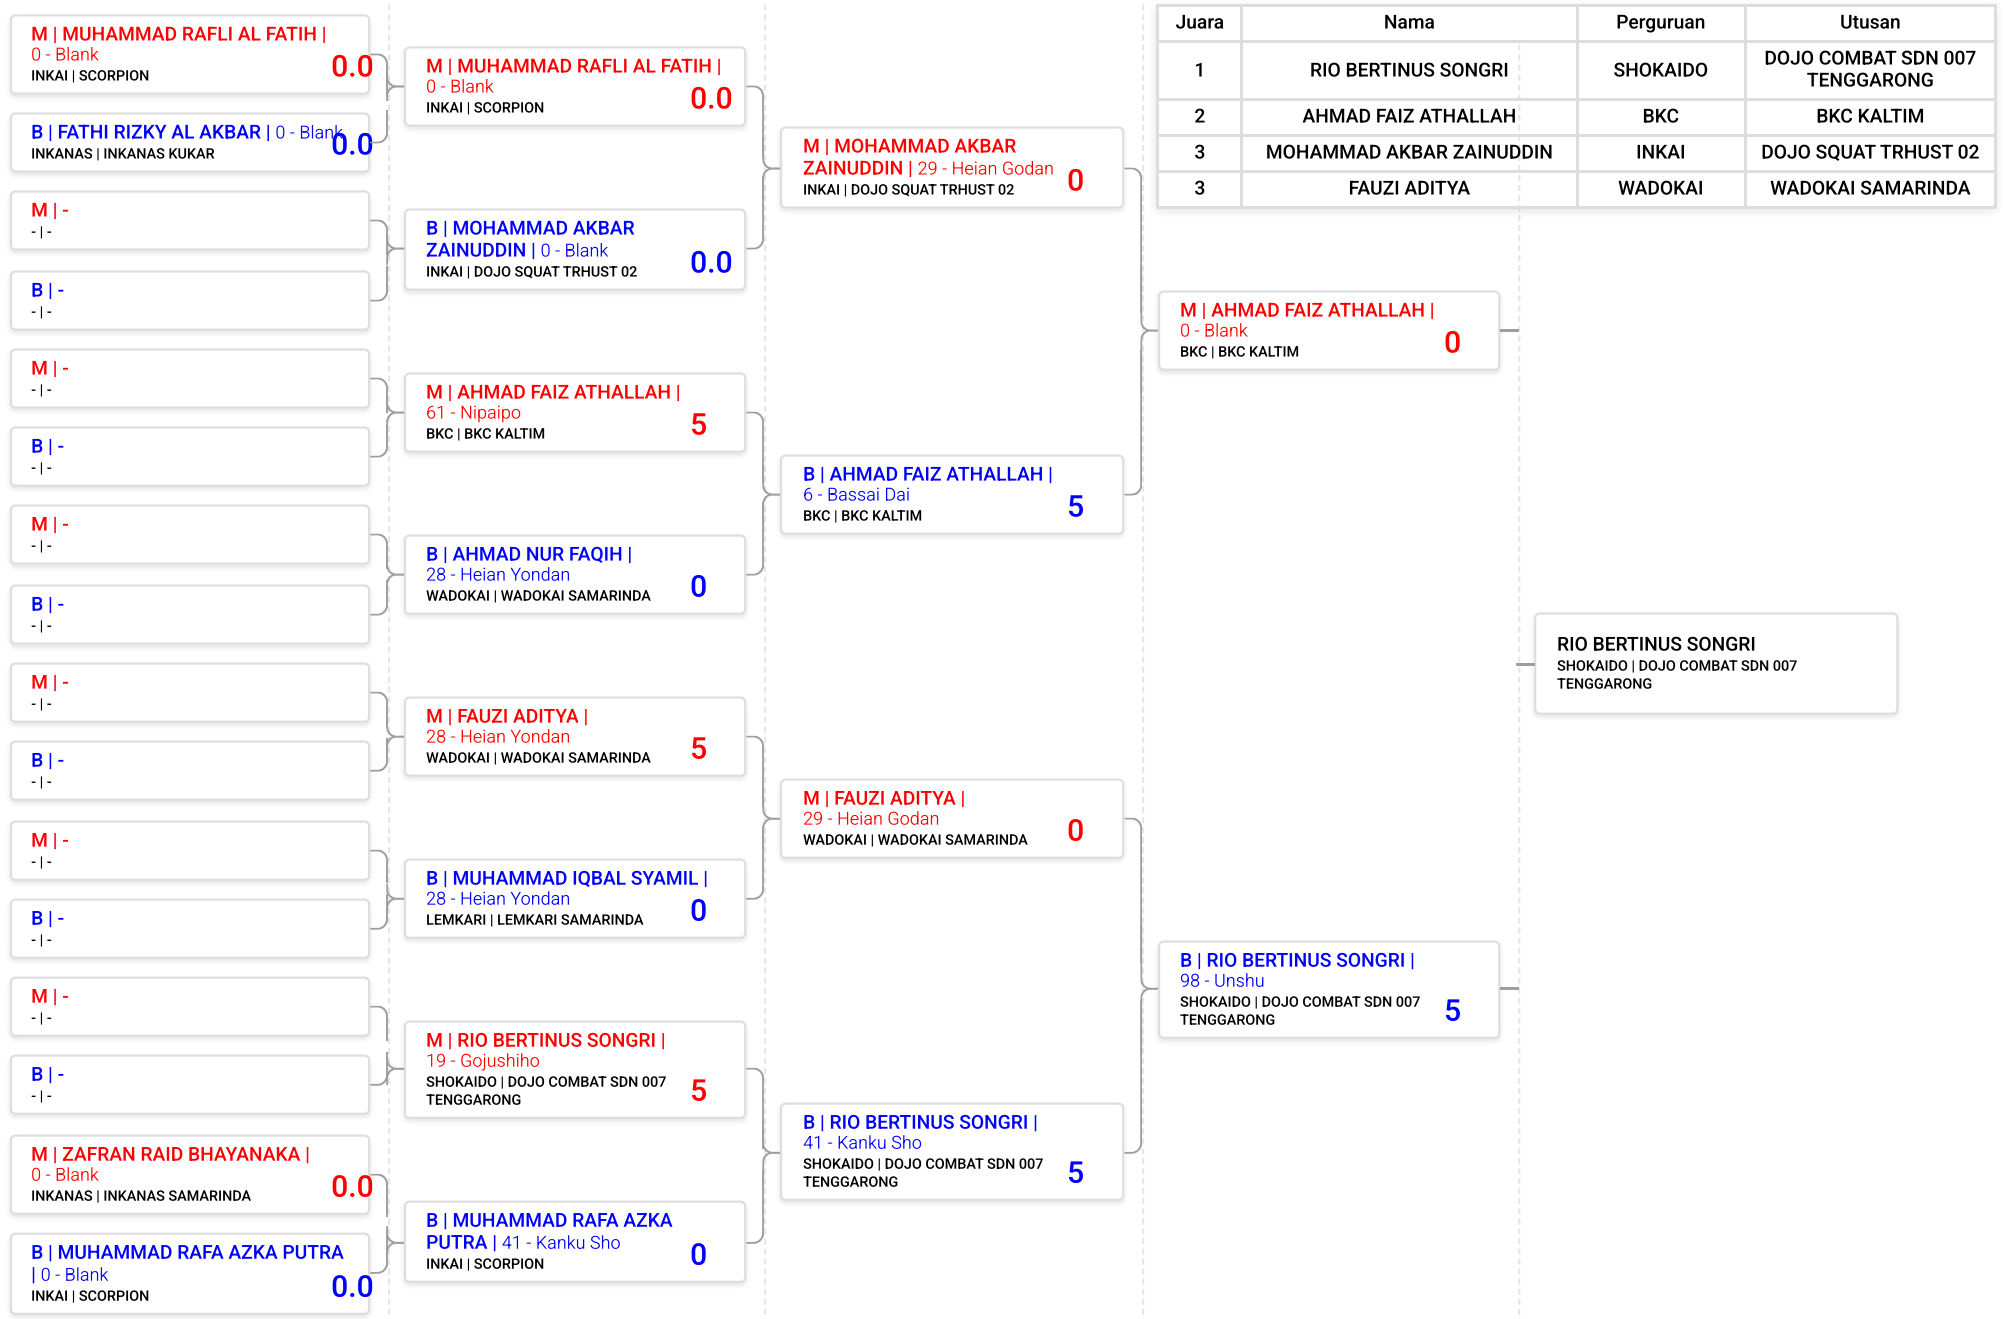 M | MUHAMMAD RAFLI AL FATIH |
0 - Blank
INKAI | SCORPION
0.0
B | FATHI RIZKY AL AKBAR | 0 - Blank
INKANAS | INKANAS KUKAR
0.0
M | -
- | -
B | -
- | -
M | -
- | -
B | -
- | -
M | -
- | -
B | -
- | -
M | -
- | -
B | -
- | -
M | -
- | -
B | -
- | -
M | -
- | -
B | -
- | -
M | ZAFRAN RAID BHAYANAKA |
0 - Blank
INKANAS | INKANAS SAMARINDA
0.0
B | MUHAMMAD RAFA AZKA PUTRA
| 0 - Blank
INKAI | SCORPION
0.0
M | MUHAMMAD RAFLI AL FATIH |
0 - Blank
INKAI | SCORPION
0.0
B | MOHAMMAD AKBAR
ZAINUDDIN | 0 - Blank
INKAI | DOJO SQUAT TRHUST 02
0.0
M | AHMAD FAIZ ATHALLAH |
61 - Nipaipo
BKC | BKC KALTIM
5
B | AHMAD NUR FAQIH |
28 - Heian Yondan
WADOKAI | WADOKAI SAMARINDA
0
M | FAUZI ADITYA |
28 - Heian Yondan
WADOKAI | WADOKAI SAMARINDA
5
B | MUHAMMAD IQBAL SYAMIL |
28 - Heian Yondan
LEMKARI | LEMKARI SAMARINDA
0
M | RIO BERTINUS SONGRI |
19 - Gojushiho
SHOKAIDO | DOJO COMBAT SDN 007
TENGGARONG
5
B | MUHAMMAD RAFA AZKA
PUTRA | 41 - Kanku Sho
INKAI | SCORPION
0
M | MOHAMMAD AKBAR
ZAINUDDIN | 29 - Heian Godan
INKAI | DOJO SQUAT TRHUST 02
0
B | AHMAD FAIZ ATHALLAH |
6 - Bassai Dai
BKC | BKC KALTIM
5
M | FAUZI ADITYA |
29 - Heian Godan
WADOKAI | WADOKAI SAMARINDA
0
B | RIO BERTINUS SONGRI |
41 - Kanku Sho
SHOKAIDO | DOJO COMBAT SDN 007
TENGGARONG
5
M | AHMAD FAIZ ATHALLAH |
0 - Blank
BKC | BKC KALTIM
0
B | RIO BERTINUS SONGRI |
98 - Unshu
SHOKAIDO | DOJO COMBAT SDN 007
TENGGARONG
5
RIO BERTINUS SONGRI
SHOKAIDO | DOJO COMBAT SDN 007
TENGGARONG
Juara Nama Perguruan Utusan
1 RIO BERTINUS SONGRI SHOKAIDO DOJO COMBAT SDN 007
TENGGARONG
2 AHMAD FAIZ ATHALLAH BKC BKC KALTIM
3 MOHAMMAD AKBAR ZAINUDDIN INKAI DOJO SQUAT TRHUST 02
3 FAUZI ADITYA WADOKAI WADOKAI SAMARINDA